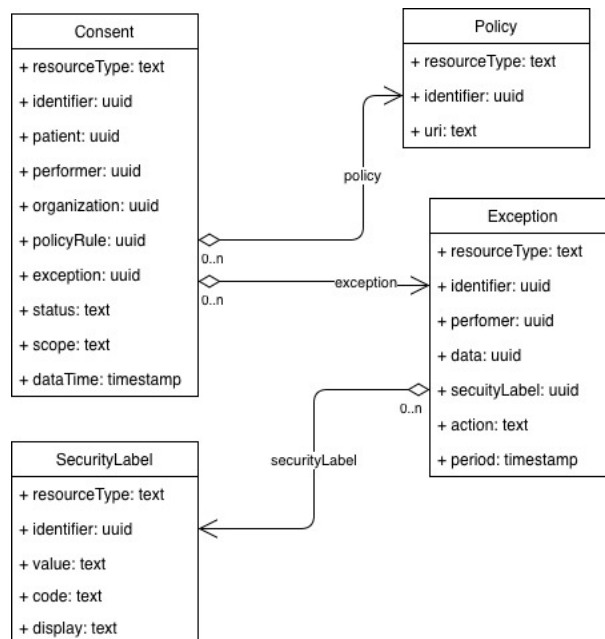 Consent
+ resourceType: text
+ identifier: uuid
+ patient: uuid
+ performer: uuid
+ organization: uuid
+ policyRule: uuid
+ exception: uuid
+ status: text
+ scope: text
+ dataTime: timestamp
Policy
+ resourceType: text
+ identifier: uuid
+ uri: text
policy
0..n
exception
0..n
Exception
+ resourceType: text
+ identifier: uuid
+ perfomer: uuid
+ data: uuid
+ secuityLabel: uuid
+ action: text
+ period: timestamp
0..n
securityLabel
SecurityLabel
+ resourceType: text
+ identifier: uuid
+ value: text
+ code: text
+ display: text